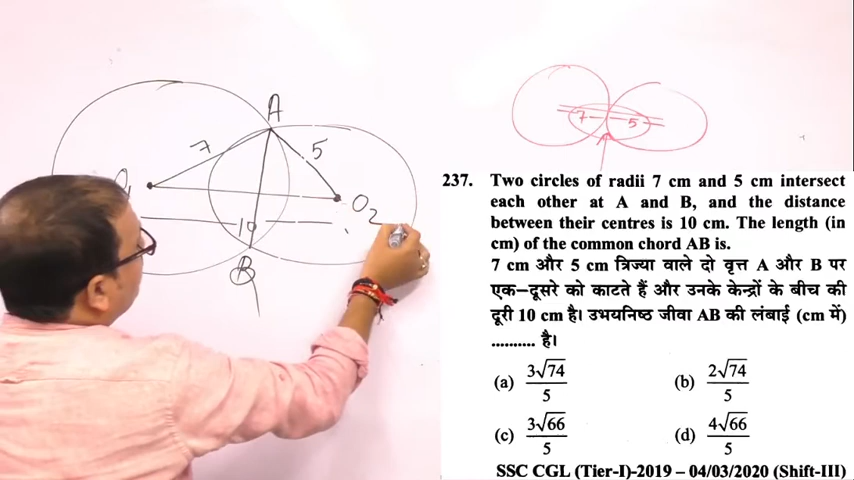 A
7
5
O₂
10
B
7 5
237. Two circles of radii 7 cm and 5 cm intersect
each other at A and B, and the distance
between their centres is 10 cm. The length (in
cm) of the common chord AB is.
7 cm और 5 cm त्रिज्या वाले दो वृत्त A और B पर
एक–दूसरे को काटते हैं और उनके केन्द्रों के बीच की
दूरी 10 cm है। उभयनिष्ठ जीवा AB की लंबाई (cm में)
.......... है।
(a) 3√74/5 (b) 2√74/5
(c) 3√66/5 (d) 4√66/5
SSC CGL (Tier-I)-2019 – 04/03/2020 (Shift-III)